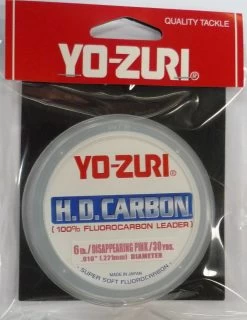 QUALITY TACKLE
YO-ZURI®
YO-ZURI®
H.D.CARBON
[100% FLUOROCARBON LEADER]
6 lb./DISAPPEARING PINK/30 YDS.
.010" (.221mm) DIAMETER
MADE IN JAPAN
SUPER SOFT FLUOROCARBON